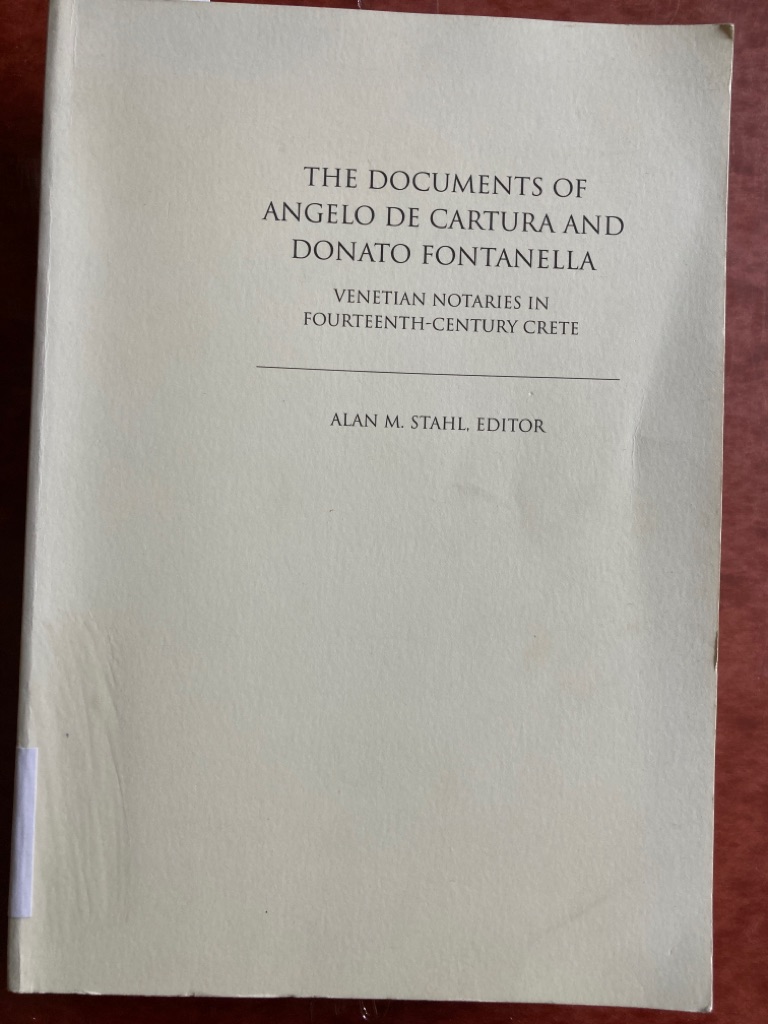 THE DOCUMENTS OF
ANGELO DE CARTURA AND
DONATO FONTANELLA
VENETIAN NOTARIES IN
FOURTEENTH-CENTURY CRETE
ALAN M. STAHL, EDITOR